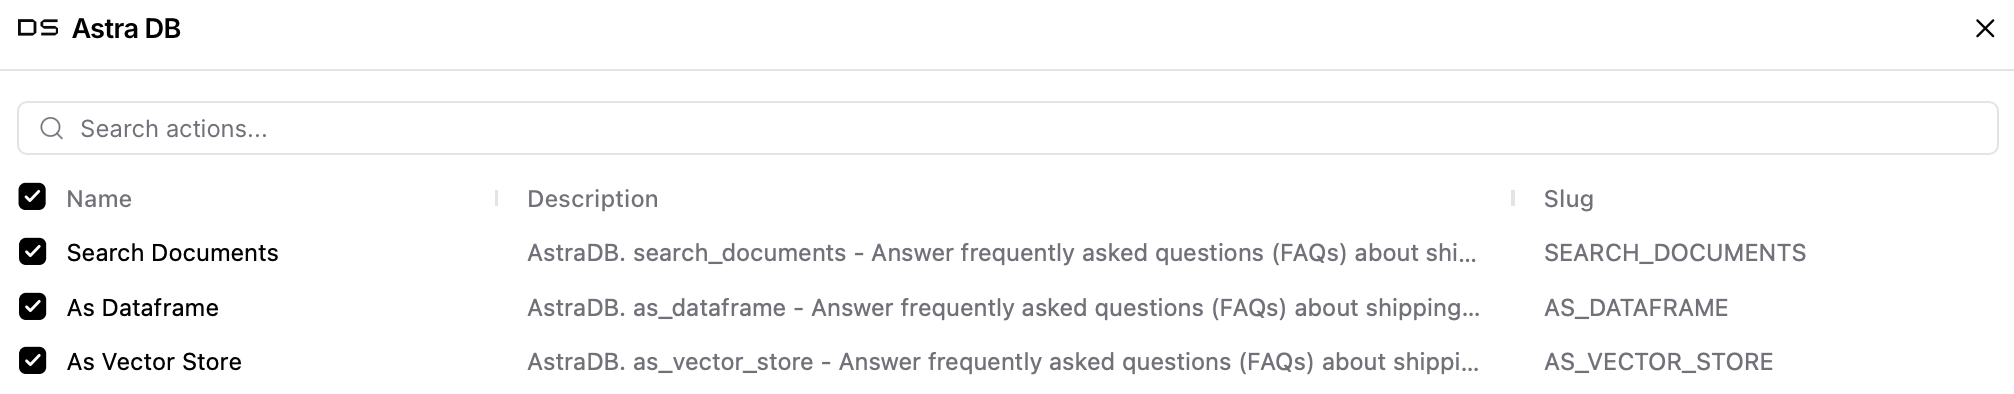 DS Astra DB
Search actions...
Name Description Slug
Search Documents AstraDB. search_documents - Answer frequently asked questions (FAQs) about shi... SEARCH_DOCUMENTS
As Dataframe AstraDB. as_dataframe - Answer frequently asked questions (FAQs) about shipping... AS_DATAFRAME
As Vector Store AstraDB. as_vector_store - Answer frequently asked questions (FAQs) about shippi... AS_VECTOR_STORE